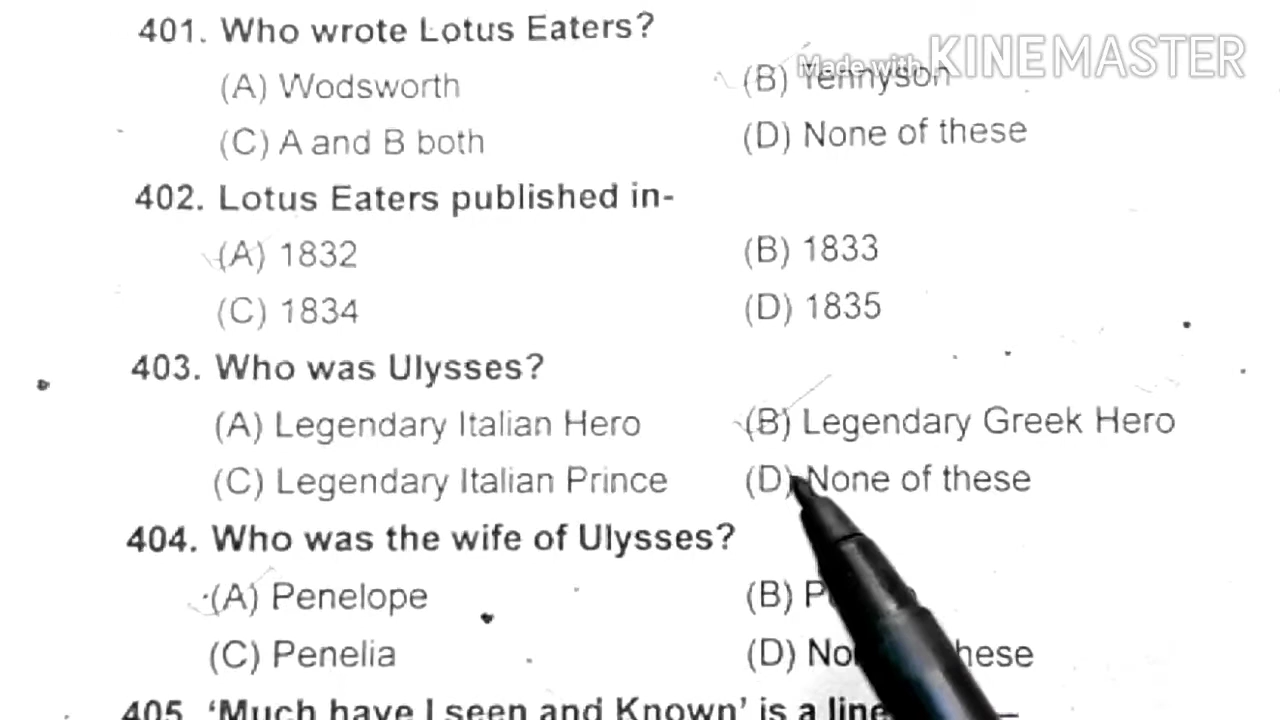 401. Who wrote Lotus Eaters?
Made with KINEMASTER
(A) Wodsworth (B) Tennyson
(C) A and B both (D) None of these
402. Lotus Eaters published in-
(A) 1832 (B) 1833
(C) 1834 (D) 1835
403. Who was Ulysses?
(A) Legendary Italian Hero (B) Legendary Greek Hero
(C) Legendary Italian Prince (D) None of these
404. Who was the wife of Ulysses?
(A) Penelope (B)
(C) Penelia (D)
405. 'Much have I seen and Known' is a line